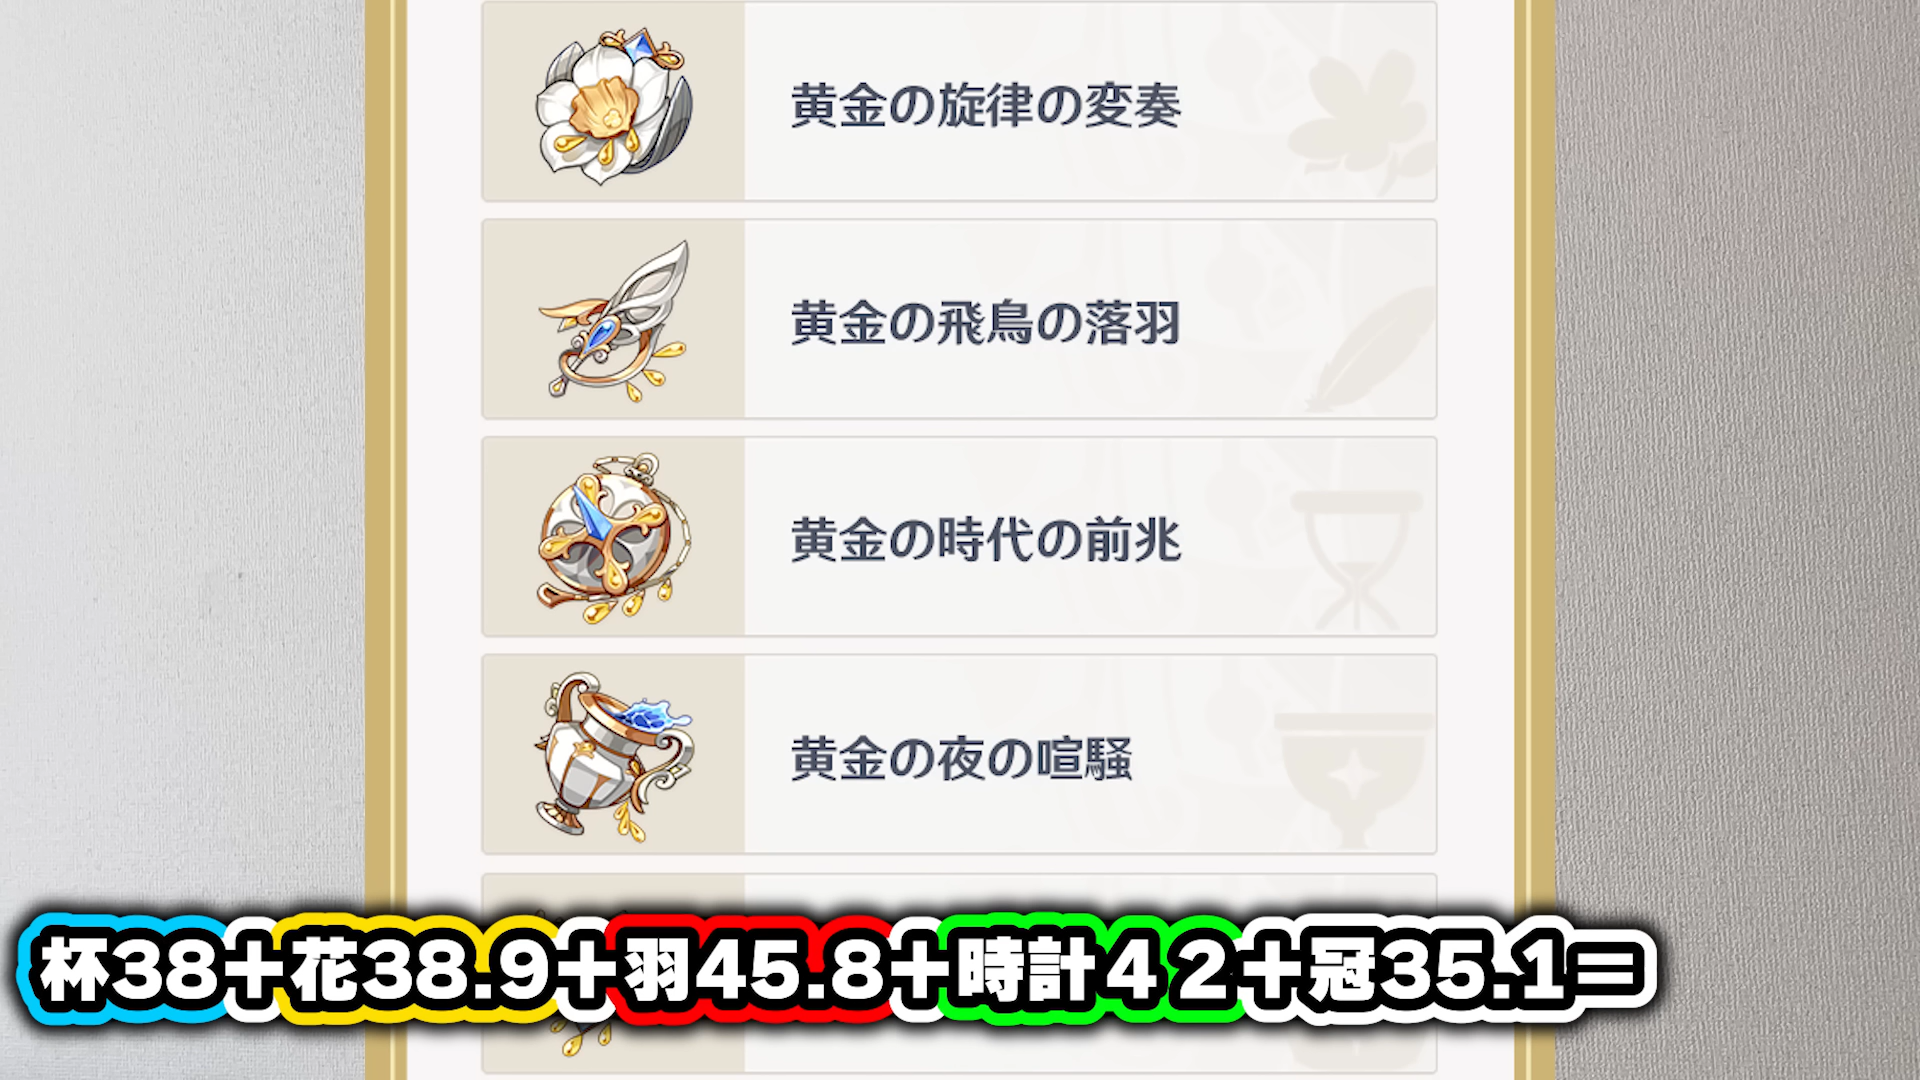 黄金の旋律の変奏
黄金の飛鳥の落羽
黄金の時代の前兆
黄金の夜の喧騒
杯38+花38.9+羽45.8+時計４２+冠35.1=